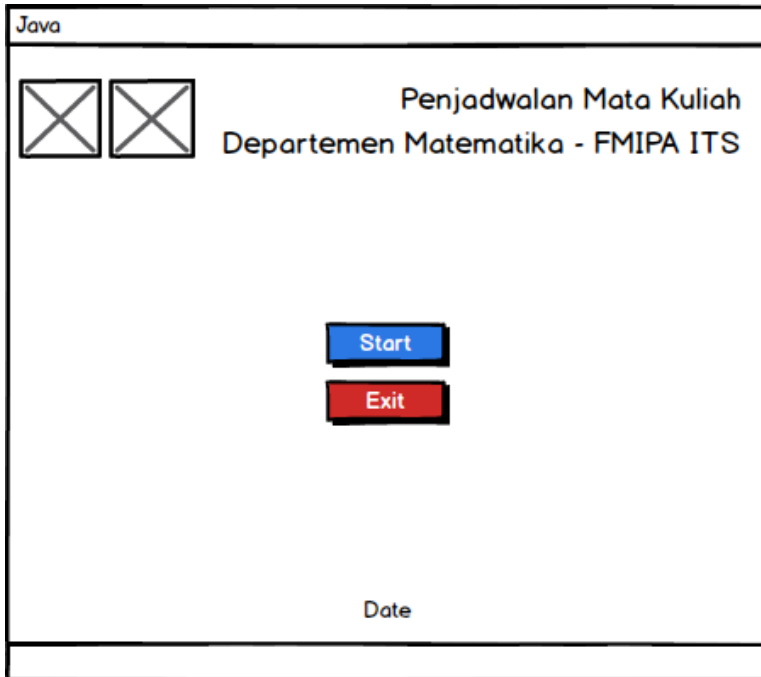 Java
Penjadwalan Mata Kuliah
Departemen Matematika - FMIPA ITS
Start
Exit
Date